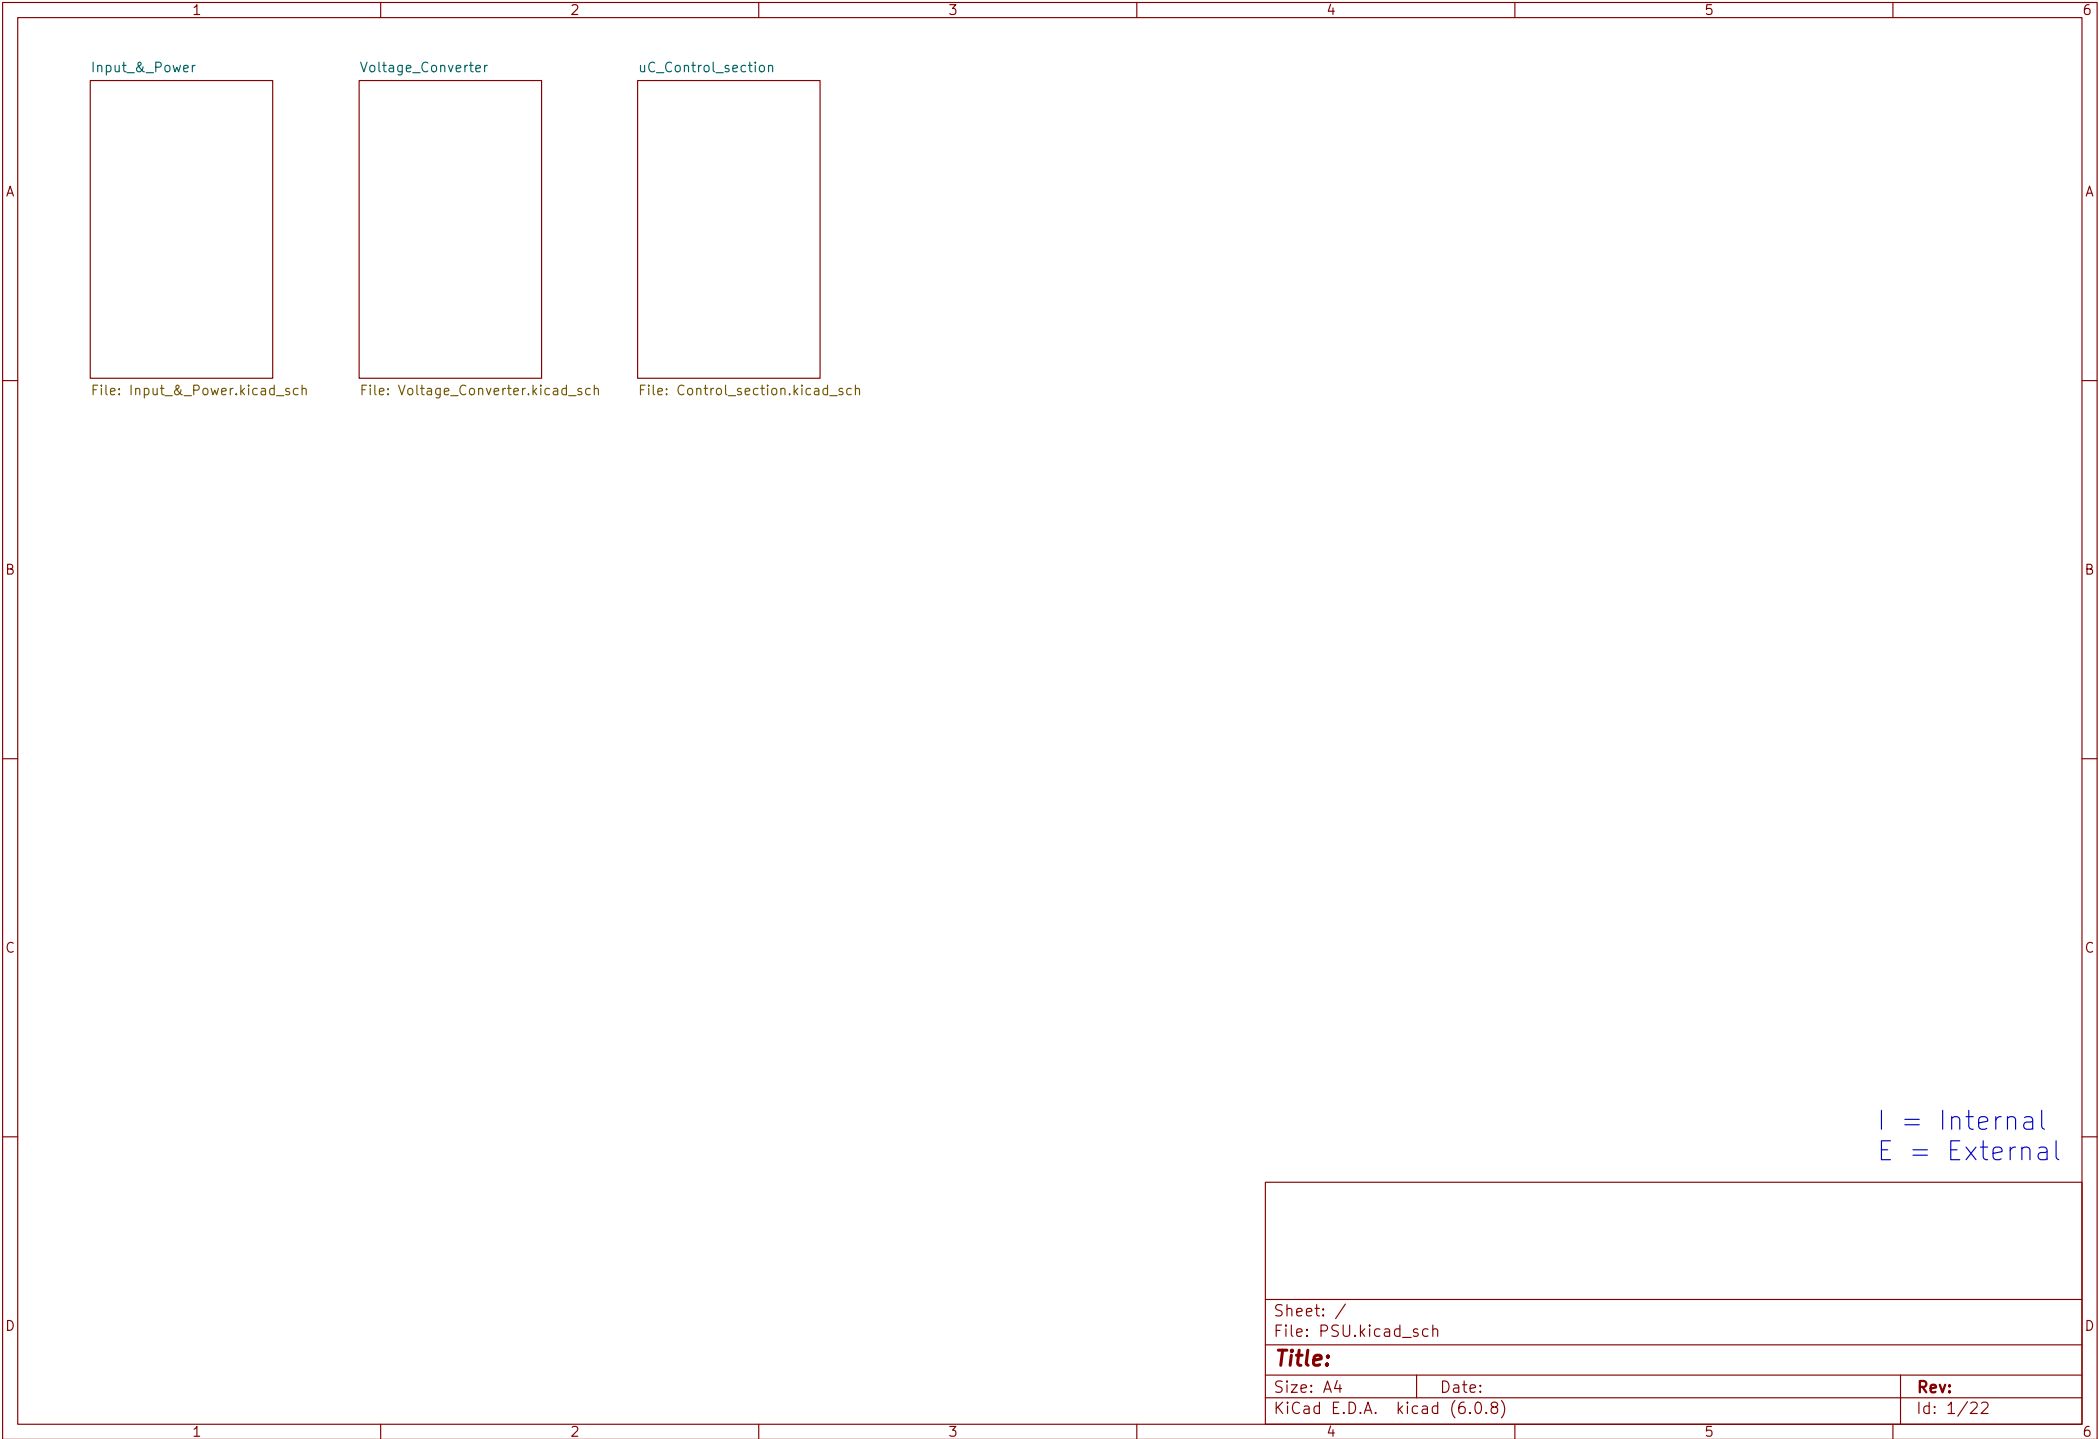 1 2 3 4 5 6
Input_&_Power Voltage_Converter uC_Control_section
A A
File: Input_&_Power.kicad_sch File: Voltage_Converter.kicad_sch File: Control_section.kicad_sch
B B
C C
I = Internal
E = External
Sheet: /
File: PSU.kicad_sch
D D
Title:
Size: A4 Date: Rev:
KiCad E.D.A. kicad (6.0.8) Id: 1/22
1 2 3 4 5 6